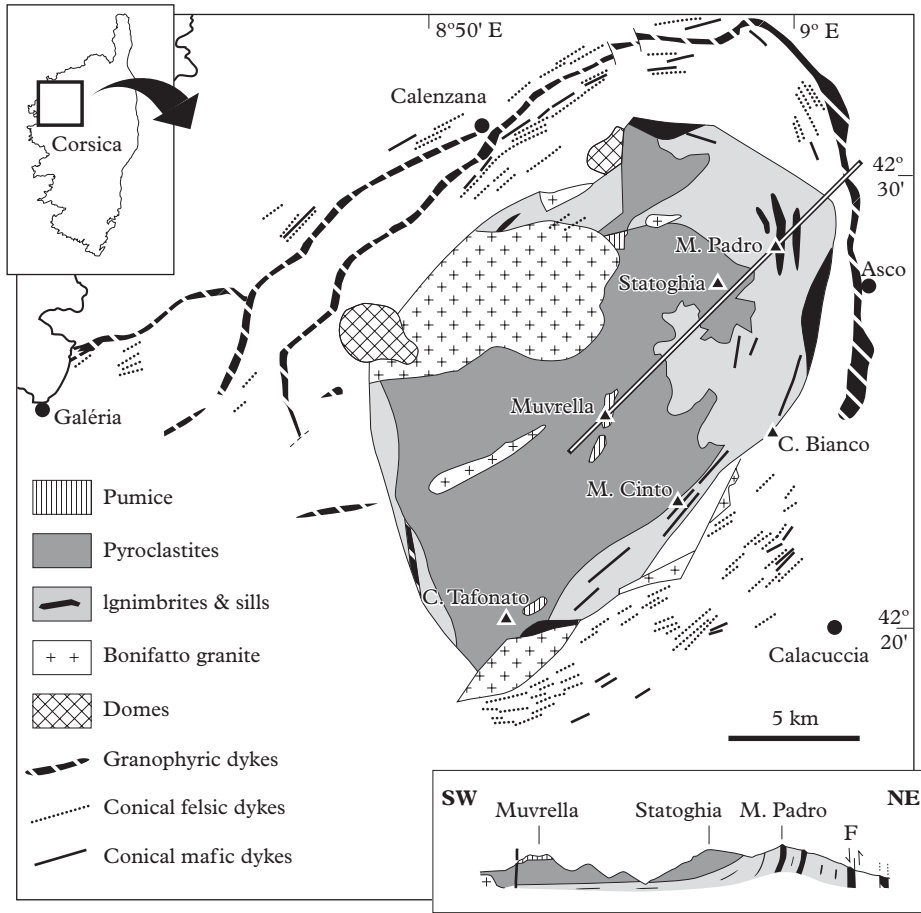 8°50' E
9° E
Calenzana
Corsica
42°
30'
M. Padro
Statoghia
Asco
Muvrella
Galéria
C. Bianco
M. Cinto
Pumice
Pyroclastites
C. Tafonato
Ignimbrites & sills
42°
20'
Bonifatto granite
Calacuccia
Domes
5 km
Granophyric dykes
SW
Muvrella
Statoghia
M. Padro
NE
Conical felsic dykes
F
Conical mafic dykes